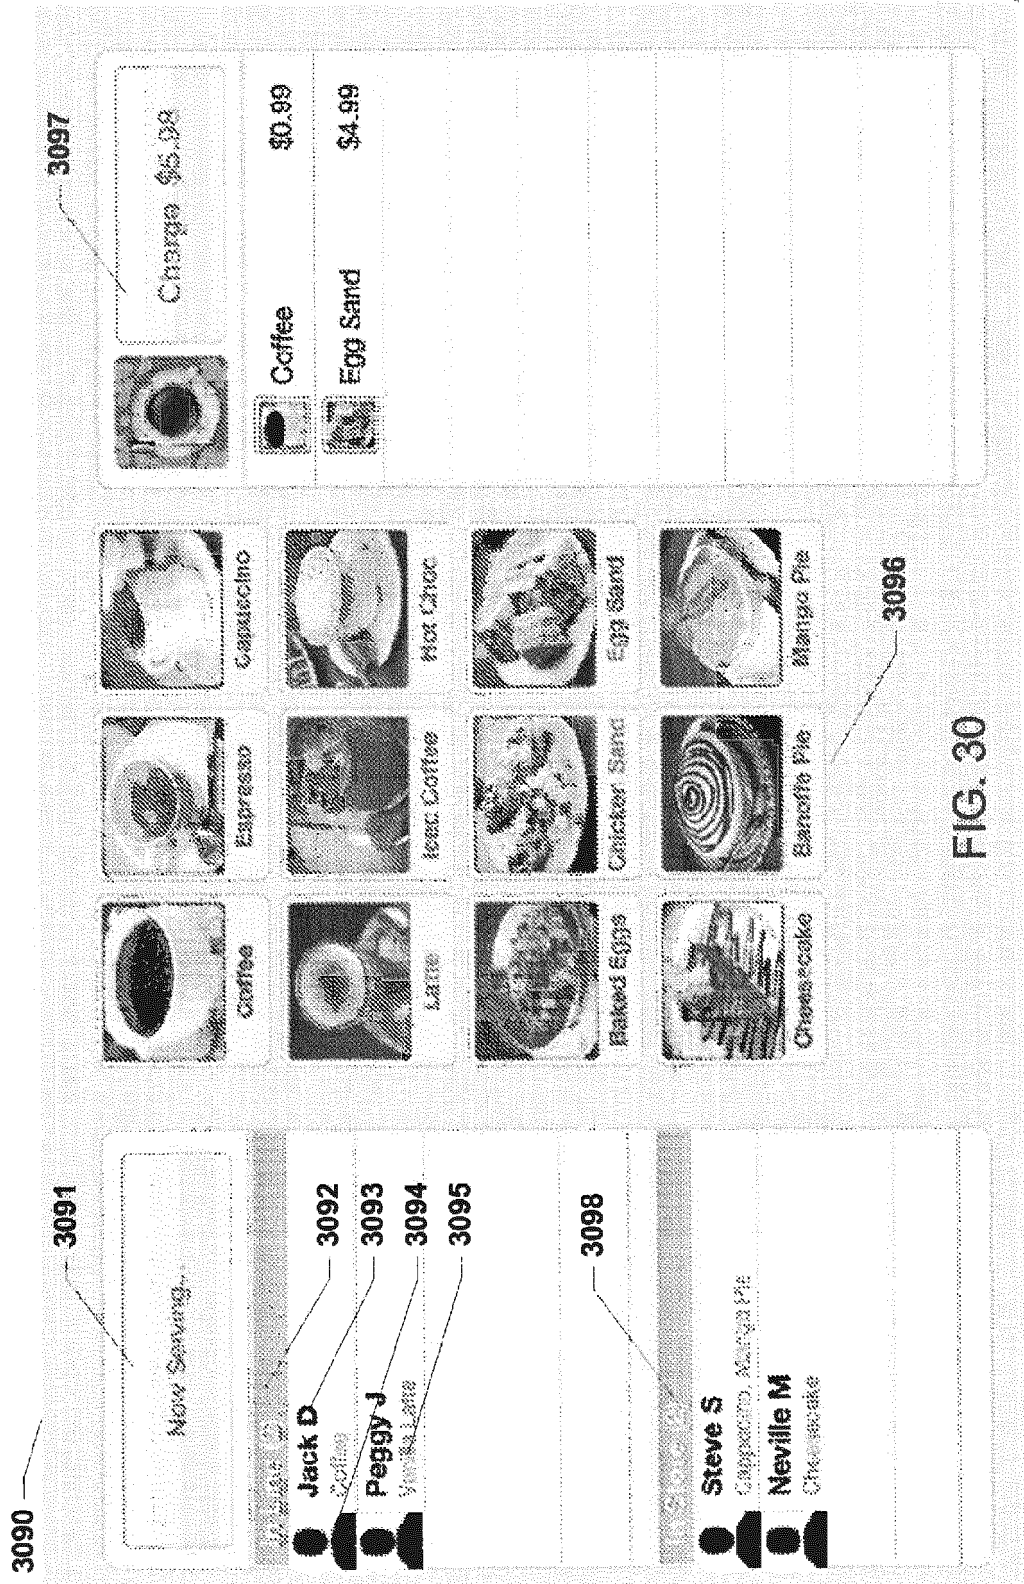 3090
3091
Now Serving...
3092
Jack D
3093
Coffee
3094
Peggy J
Vanilla Latte
3095
3098
Steve S
Cappucino, Mango Pie
Neville M
Cheesecake
Coffee
Espresso
Capuscino
Latte
Iced Coffee
Hot Choc
Baked Eggs
Chicken Sand
Egg Sand
Cheesecake
Banoffe Pie
Mango Pie
3096
3097
Charge $5.98
Coffee $0.99
Egg Sand $4.99
FIG. 30